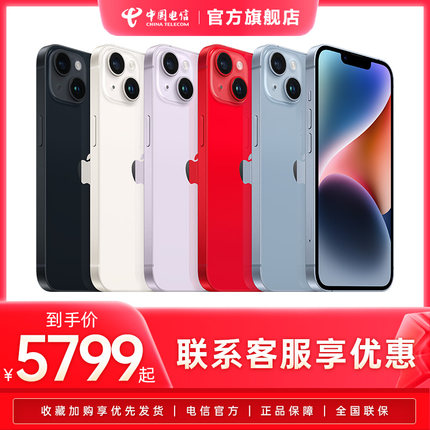 中国电信 官方旗舰店
CHINA TELECOM
到手价
¥5799起
联系客服享优惠
收藏加购享优先发货 | 电信官方 | 正品保障 | 全国联保